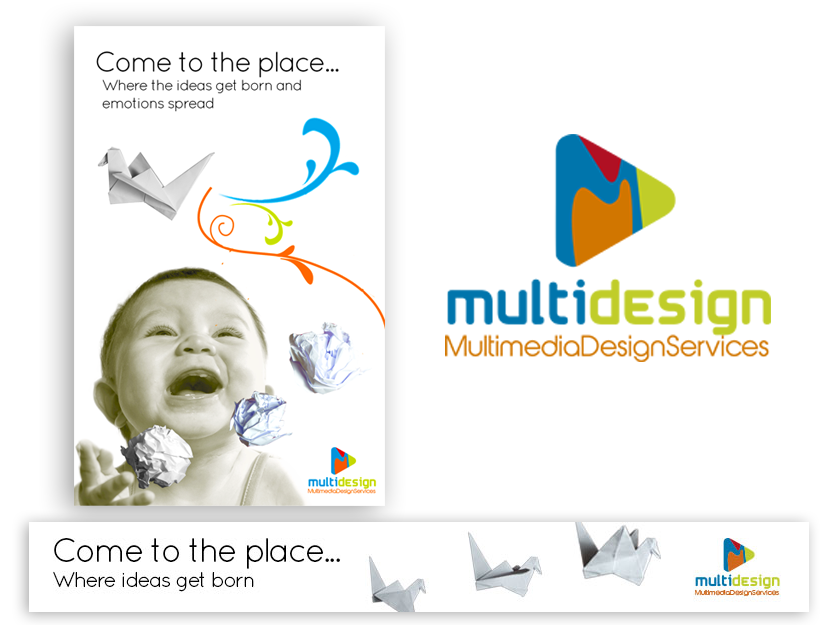 Come to the place...
Where the ideas get born and
emotions spread
multidesign
MultimediaDesignServices
multidesign
MultimediaDesignServices
Come to the place...
Where ideas get born
multidesign
MultimediaDesignServices